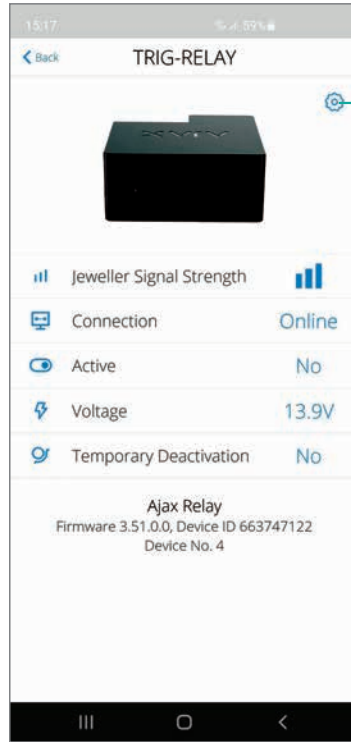 15:17 59%
Back TRIG-RELAY
AJAX
Jeweller Signal Strength
Connection Online
Active No
Voltage 13.9V
Temporary Deactivation No
Ajax Relay
Firmware 3.51.0.0, Device ID 663747122
Device No. 4